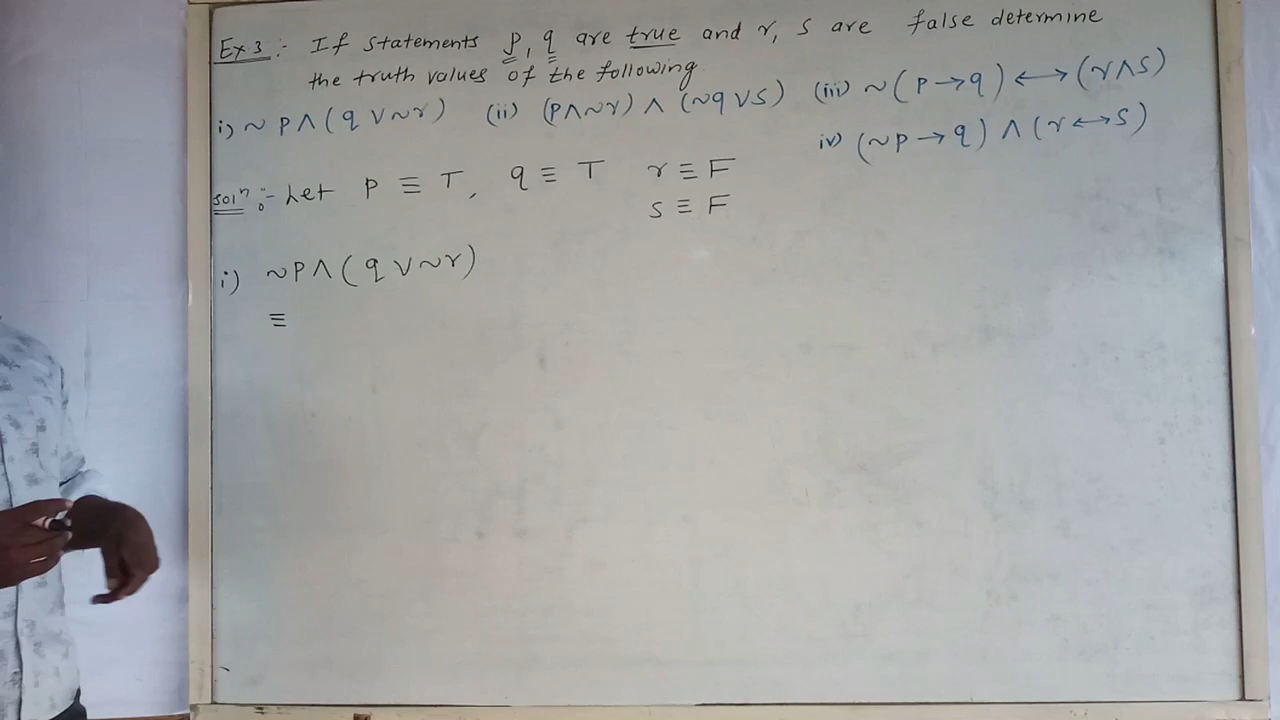 Ex 3 :- If statements p, q are true and r, s are false determine
the truth values of the following
i) ~ p ∧ ( q ∨ ~ r ) (ii) (p ∧ ~r) ∧ (~q ∨ s) (iii) ~ ( p → q ) ⟷ (r ∧ s)
iv) (~p → q) ∧ (r ⟷ s)
solⁿ :- Let p ≡ T, q ≡ T r ≡ F
s ≡ F
i) ~p ∧ ( q ∨ ~r)
≡